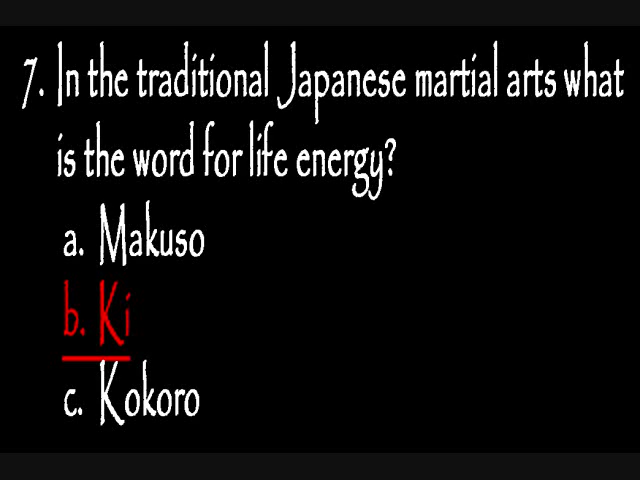 7. In the traditional Japanese martial arts what
is the word for life energy?
a. Makuso
b. Ki
c. Kokoro